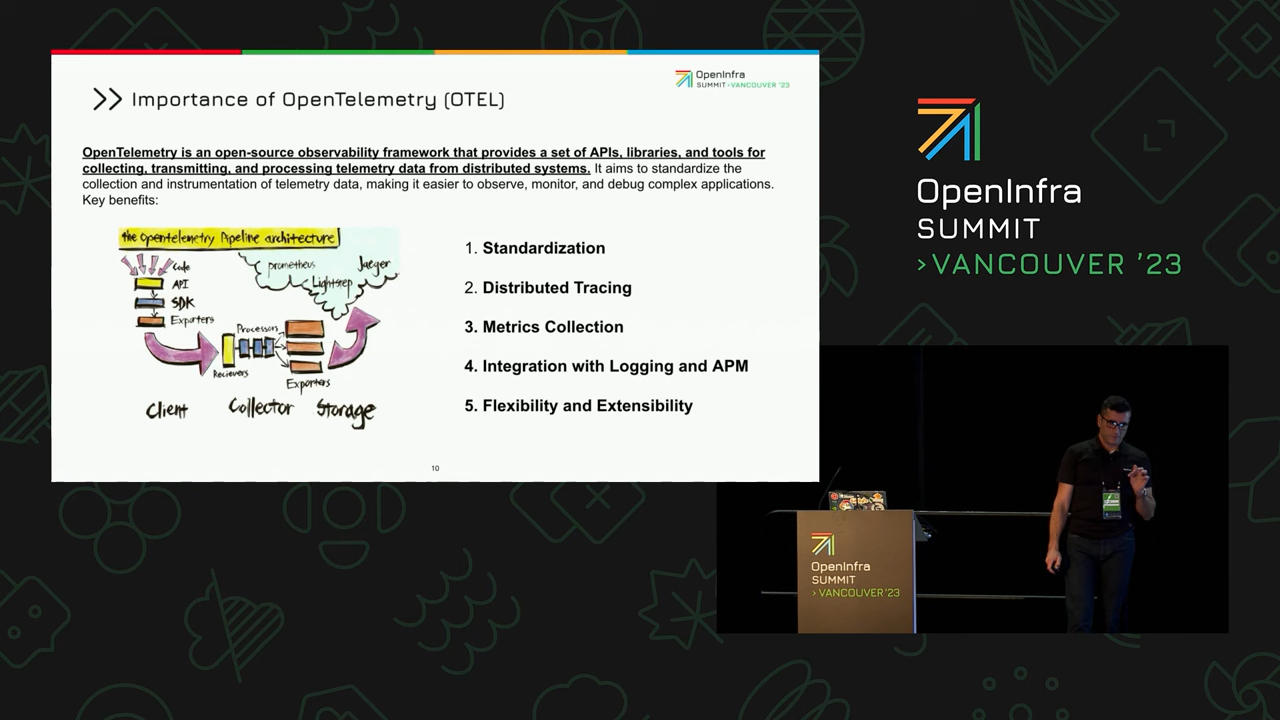 >> Importance of OpenTelemetry (OTEL)
OpenInfra
SUMMIT >VANCOUVER '23
OpenTelemetry is an open-source observability framework that provides a set of APIs, libraries, and tools for
collecting, transmitting, and processing telemetry data from distributed systems. It aims to standardize the
collection and instrumentation of telemetry data, making it easier to observe, monitor, and debug complex applications.
Key benefits:
the Opentelemetry Pipeline architecture
Code
API
SDK
Exporters
prometheus
Jaeger
Lightstep
Processors
Recievers
Exporters
Client
Collector
Storage
1. Standardization
2. Distributed Tracing
3. Metrics Collection
4. Integration with Logging and APM
5. Flexibility and Extensibility
10
OpenInfra
SUMMIT
>VANCOUVER '23
OpenInfra
SUMMIT
>VANCOUVER '23